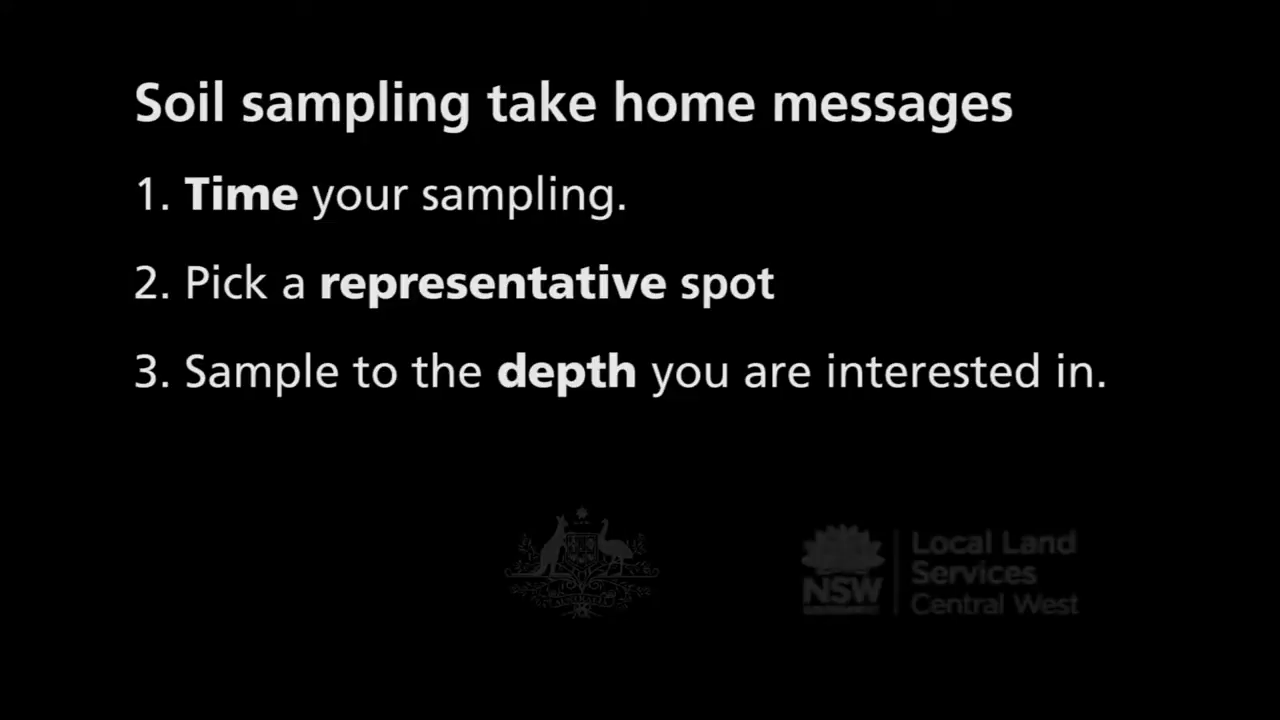 Soil sampling take home messages
1. Time your sampling.
2. Pick a representative spot
3. Sample to the depth you are interested in.
NSW
Local Land
Services
Central West